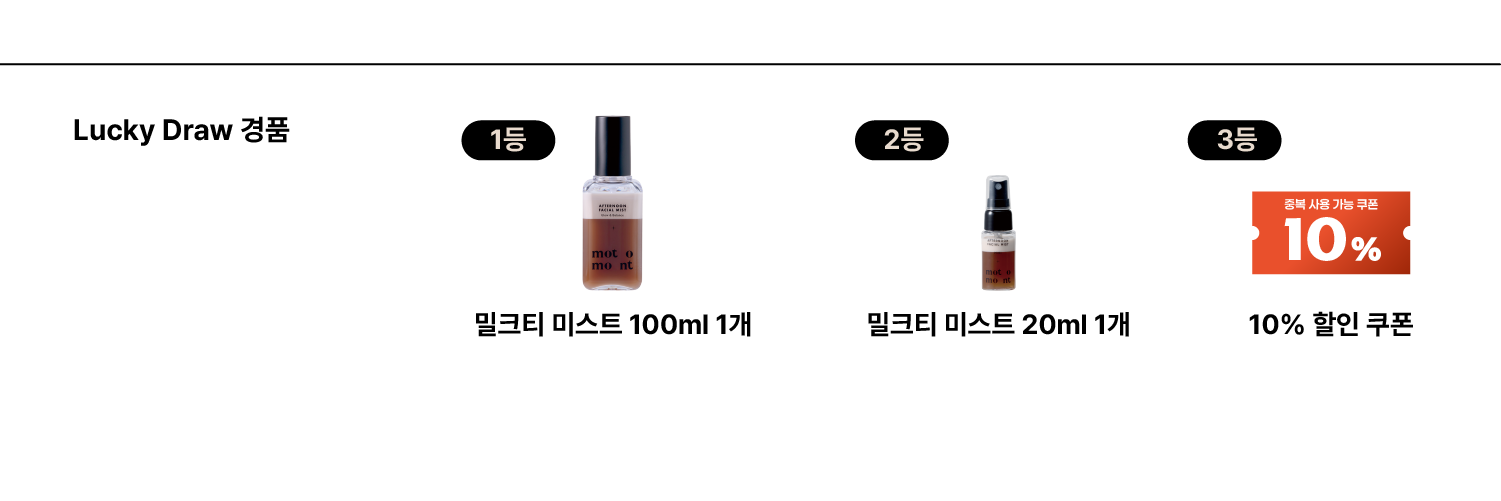 Lucky Draw 경품
1등
AFTERNOON
FACIAL MIST
mot o
mo nt
밀크티 미스트 100ml 1개
2등
AFTERNOON
FACIAL MIST
mot o
mo nt
밀크티 미스트 20ml 1개
3등
중복 사용 가능 쿠폰
10%
10% 할인 쿠폰